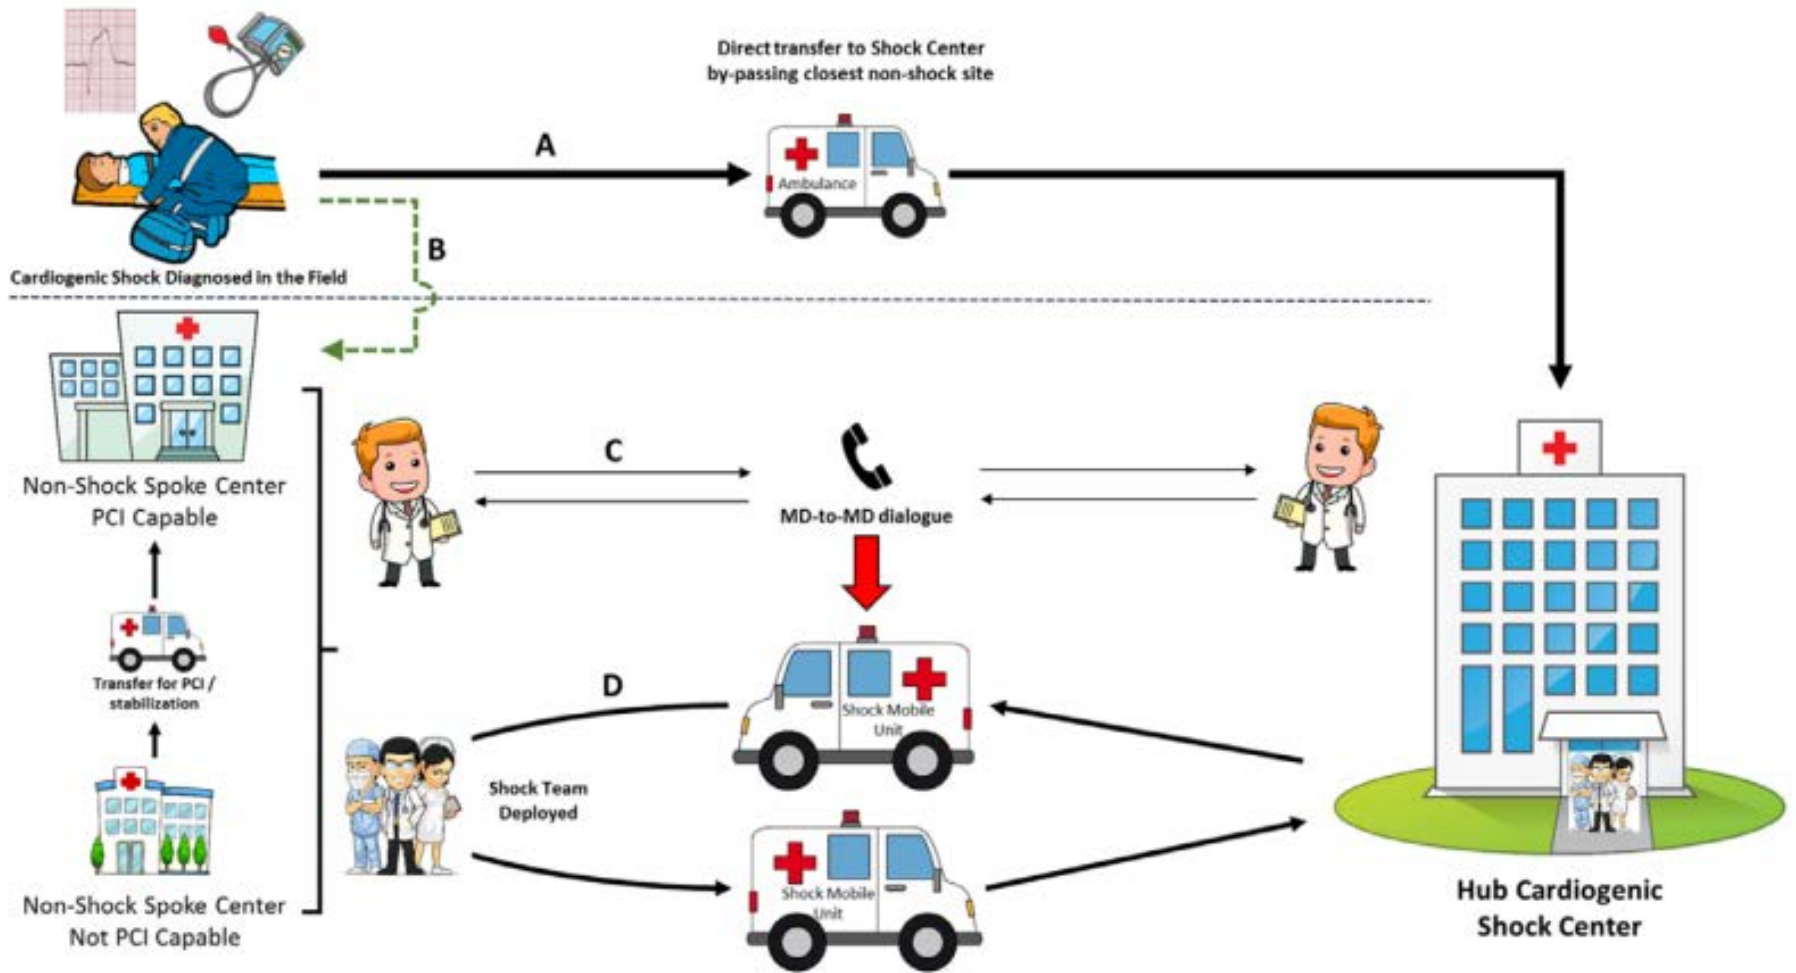 Direct transfer to Shock Center
by-passing closest non-shock site
A
Ambulance
B
Cardiogenic Shock Diagnosed in the Field
C
Non-Shock Spoke Center
PCI Capable
MD-to-MD dialogue
Transfer for PCI /
stabilization
D
Shock Mobile
Unit
Shock Team
Deployed
Shock Mobile
Unit
Non-Shock Spoke Center
Not PCI Capable
Hub Cardiogenic
Shock Center